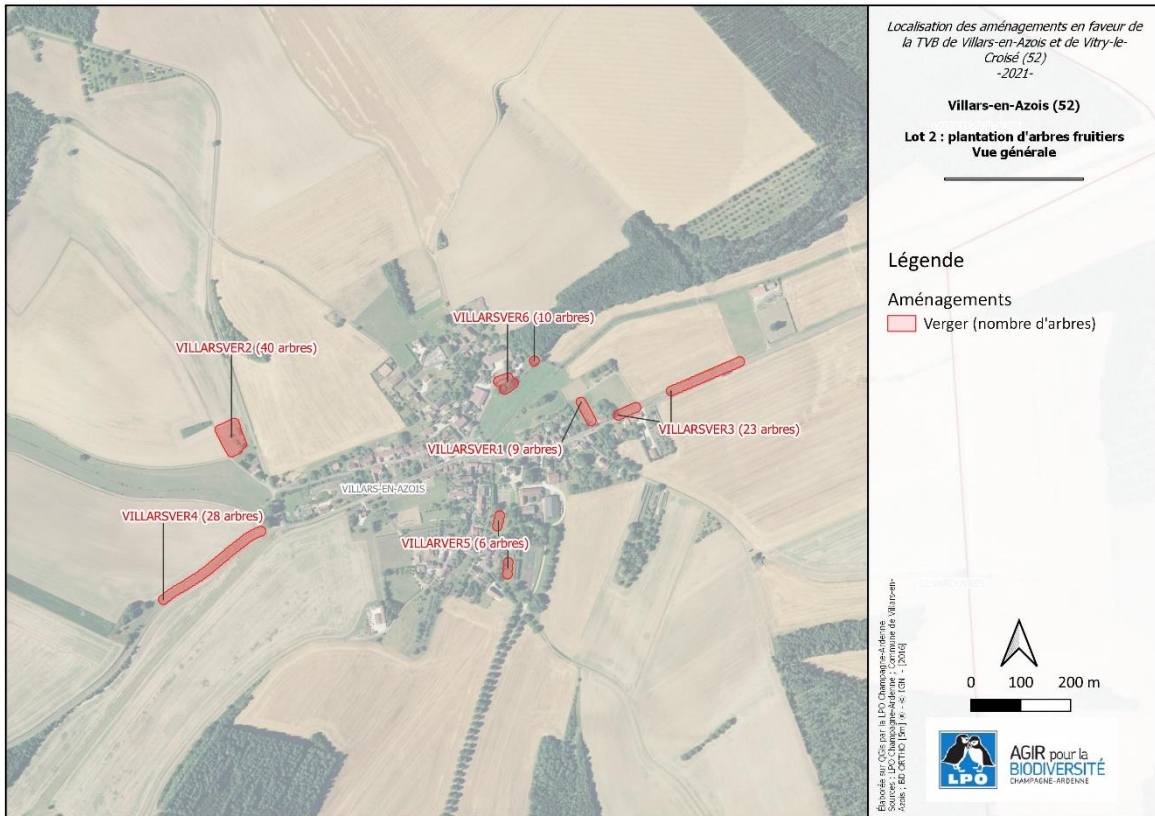 Localisation des aménagements en faveur de
la TVB de Villars-en-Azois et de Vitry-le-
Croisé (52)
-2021-
Villars-en-Azois (52)
Lot 2 : plantation d'arbres fruitiers
Vue générale
Légende
Aménagements
Verger (nombre d'arbres)
VILLARSVER6 (10 arbres)
VILLARSVER2 (40 arbres)
VILLARSVER3 (23 arbres)
VILLARSVER1 (9 arbres)
VILLARS-EN-AZOIS
VILLARSVER4 (28 arbres)
VILLARVER5 (6 arbres)
Élaborée sur QGis par la LPO Champagne-Ardenne
Sources : LPO Champagne-Ardenne ; Commune de Villars-en-
Azois ; BD ORTHO [5m] IGN - [2016]
0 100 200 m
LPO
AGIR pour la
BIODIVERSITÉ
CHAMPAGNE-ARDENNE